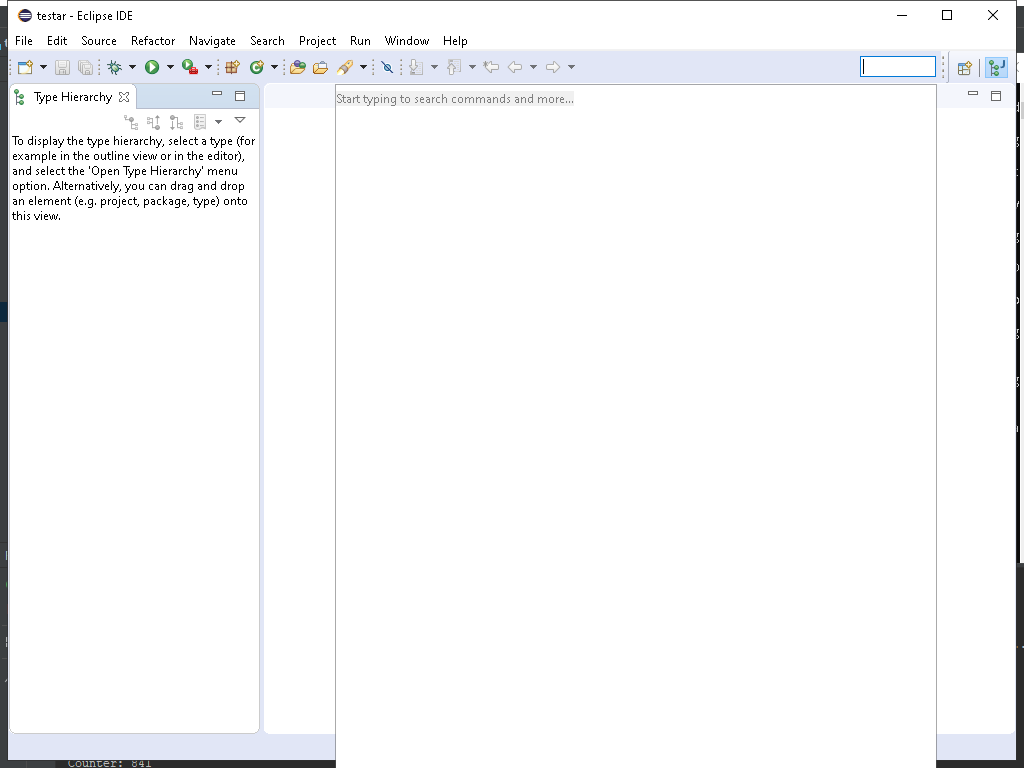 testar - Eclipse IDE
File Edit Source Refactor Navigate Search Project Run Window Help
Type Hierarchy
Start typing to search commands and more...
To display the type hierarchy, select a type (for
example in the outline view or in the editor),
and select the 'Open Type Hierarchy' menu
option. Alternatively, you can drag and drop
an element (e.g. project, package, type) onto
this view.
Counter: 841